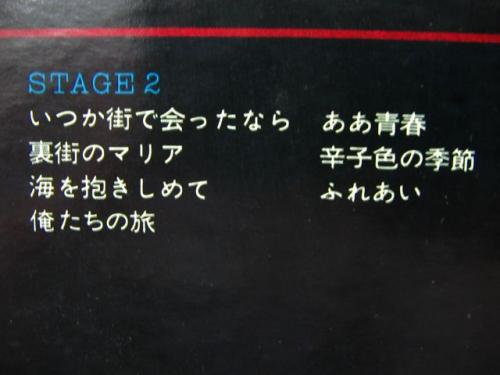 STAGE 2
いつか街で会ったなら
裏街のマリア
海を抱きしめて
俺たちの旅
ああ青春
辛子色の季節
ふれあい